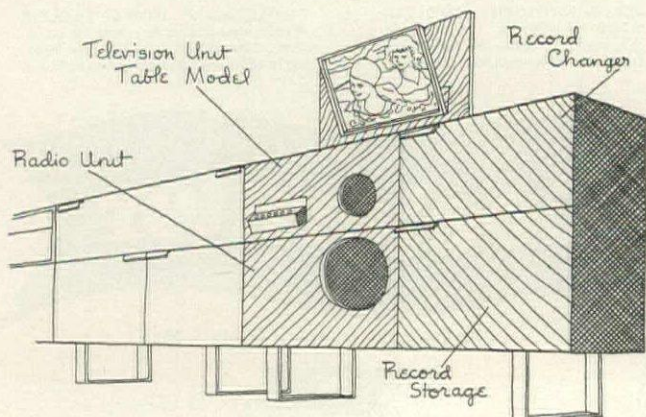 Television Unit
Table Model
Record
Changer
Radio Unit
Record
Storage